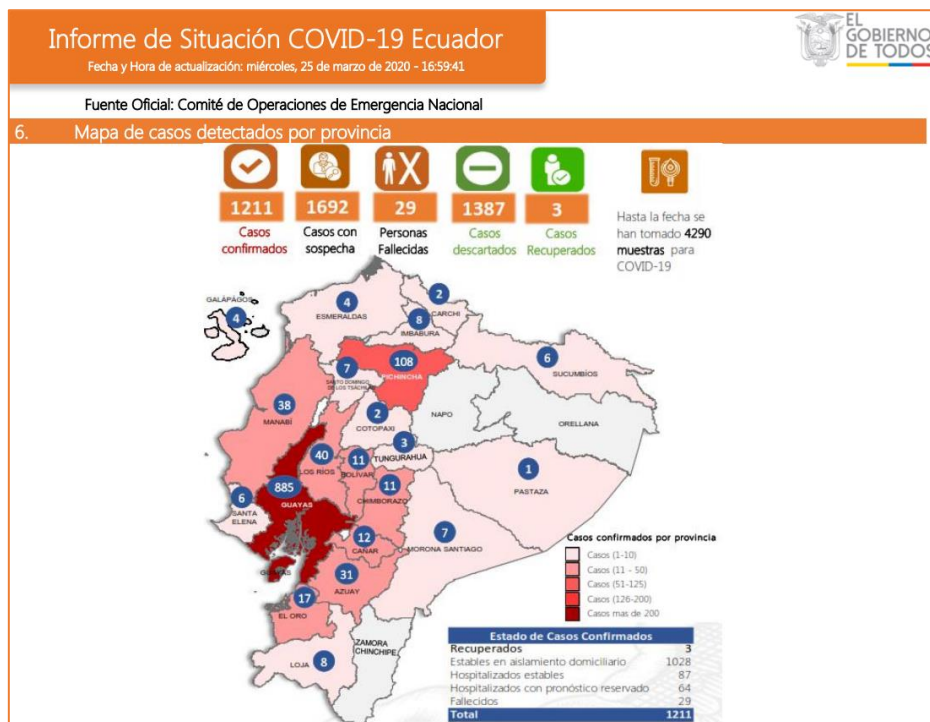 Informe de Situación COVID-19 Ecuador
Fecha y Hora de actualización: miércoles, 25 de marzo de 2020 - 16:59:41
EL
GOBIERNO
DE TODOS
Fuente Oficial: Comité de Operaciones de Emergencia Nacional
6. Mapa de casos detectados por provincia
1211
Casos
confirmados
1692
Casos con
sospecha
29
Personas
Fallecidas
1387
Casos
descartados
3
Casos
Recuperados
Hasta la fecha se
han tomado 4290
muestras para
COVID-19
GALÁPAGOS
4
4
ESMERALDAS
2
CARCHI
8
IMBABURA
108
PICHINCHA
6
SUCUMBÍOS
7
SANTO DOMINGO
DE LOS TSÁCHILAS
38
MANABÍ
2
COTOPAXI
NAPO
ORELLANA
3
TUNGURAHUA
40
LOS RÍOS
11
BOLÍVAR
11
CHIMBORAZO
1
PASTAZA
885
GUAYAS
6
SANTA
ELENA
GUAYAS
12
CAÑAR
7
MORONA SANTIAGO
31
AZUAY
17
EL ORO
8
LOJA
ZAMORA
CHINCHIPE
Casos confirmados por provincia
Casos (1-10)
Casos (11 - 50)
Casos (51-125)
Casos (126-200)
Casos mas de 200
Estado de Casos Confirmados
Recuperados 3
Estables en aislamiento domiciliario 1028
Hospitalizados estables 87
Hospitalizados con pronóstico reservado 64
Fallecidos 29
Total 1211